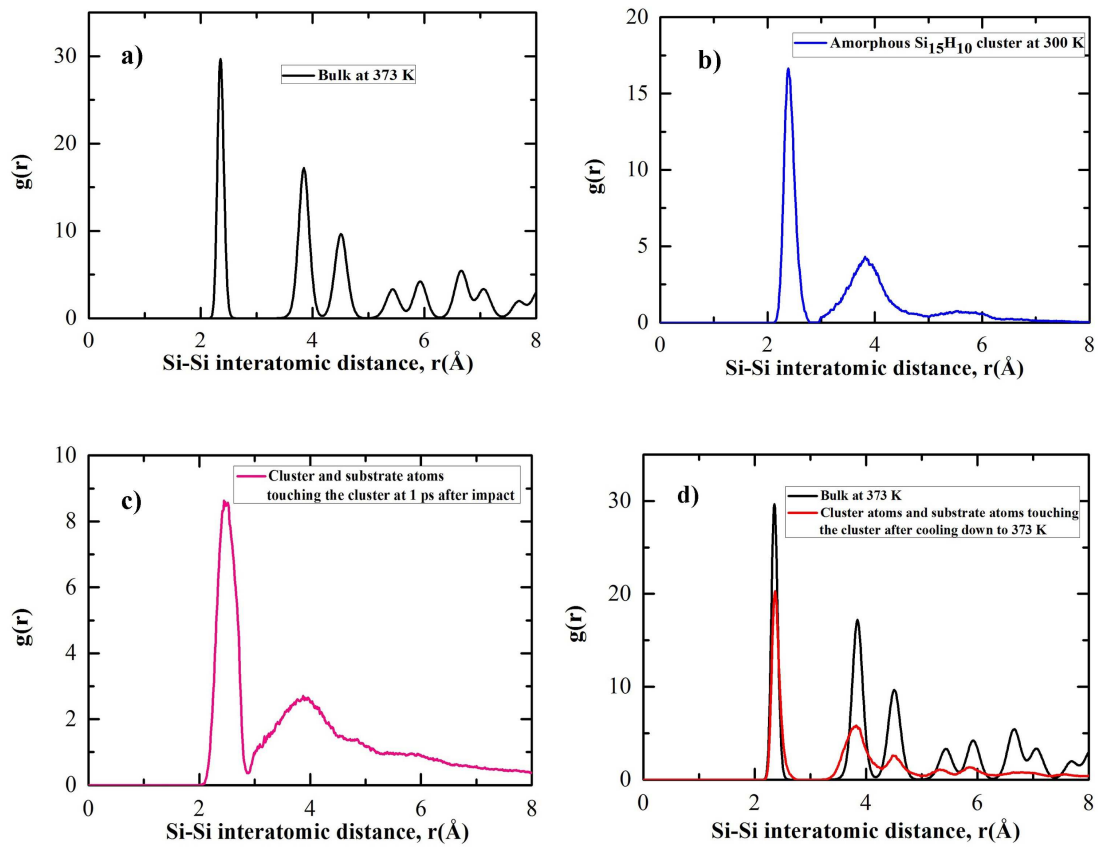 a)
Bulk at 373 K
30
20
10
0
g(r)
0 2 4 6 8
Si-Si interatomic distance, r(Å)
b)
Amorphous Si₁₅H₁₀ cluster at 300 K
20
15
10
5
0
g(r)
0 2 4 6 8
Si-Si interatomic distance, r(Å)
c)
Cluster and substrate atoms
touching the cluster at 1 ps after impact
10
8
6
4
2
0
g(r)
0 2 4 6 8
Si-Si interatomic distance, r(Å)
d)
Bulk at 373 K
Cluster atoms and substrate atoms touching
the cluster after cooling down to 373 K
30
20
10
0
g(r)
0 2 4 6 8
Si-Si interatomic distance, r(Å)